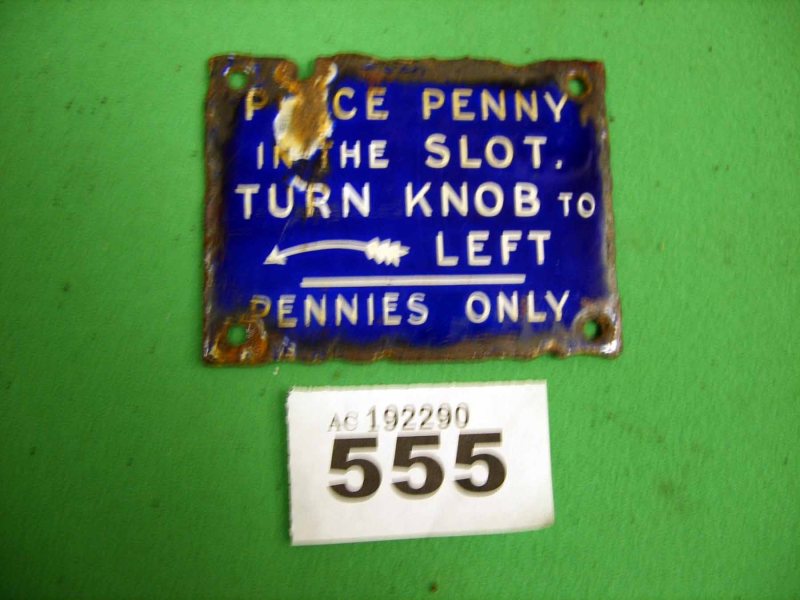 PLACE PENNY
IN THE SLOT.
TURN KNOB TO
LEFT
PENNIES ONLY
AC 192290
555